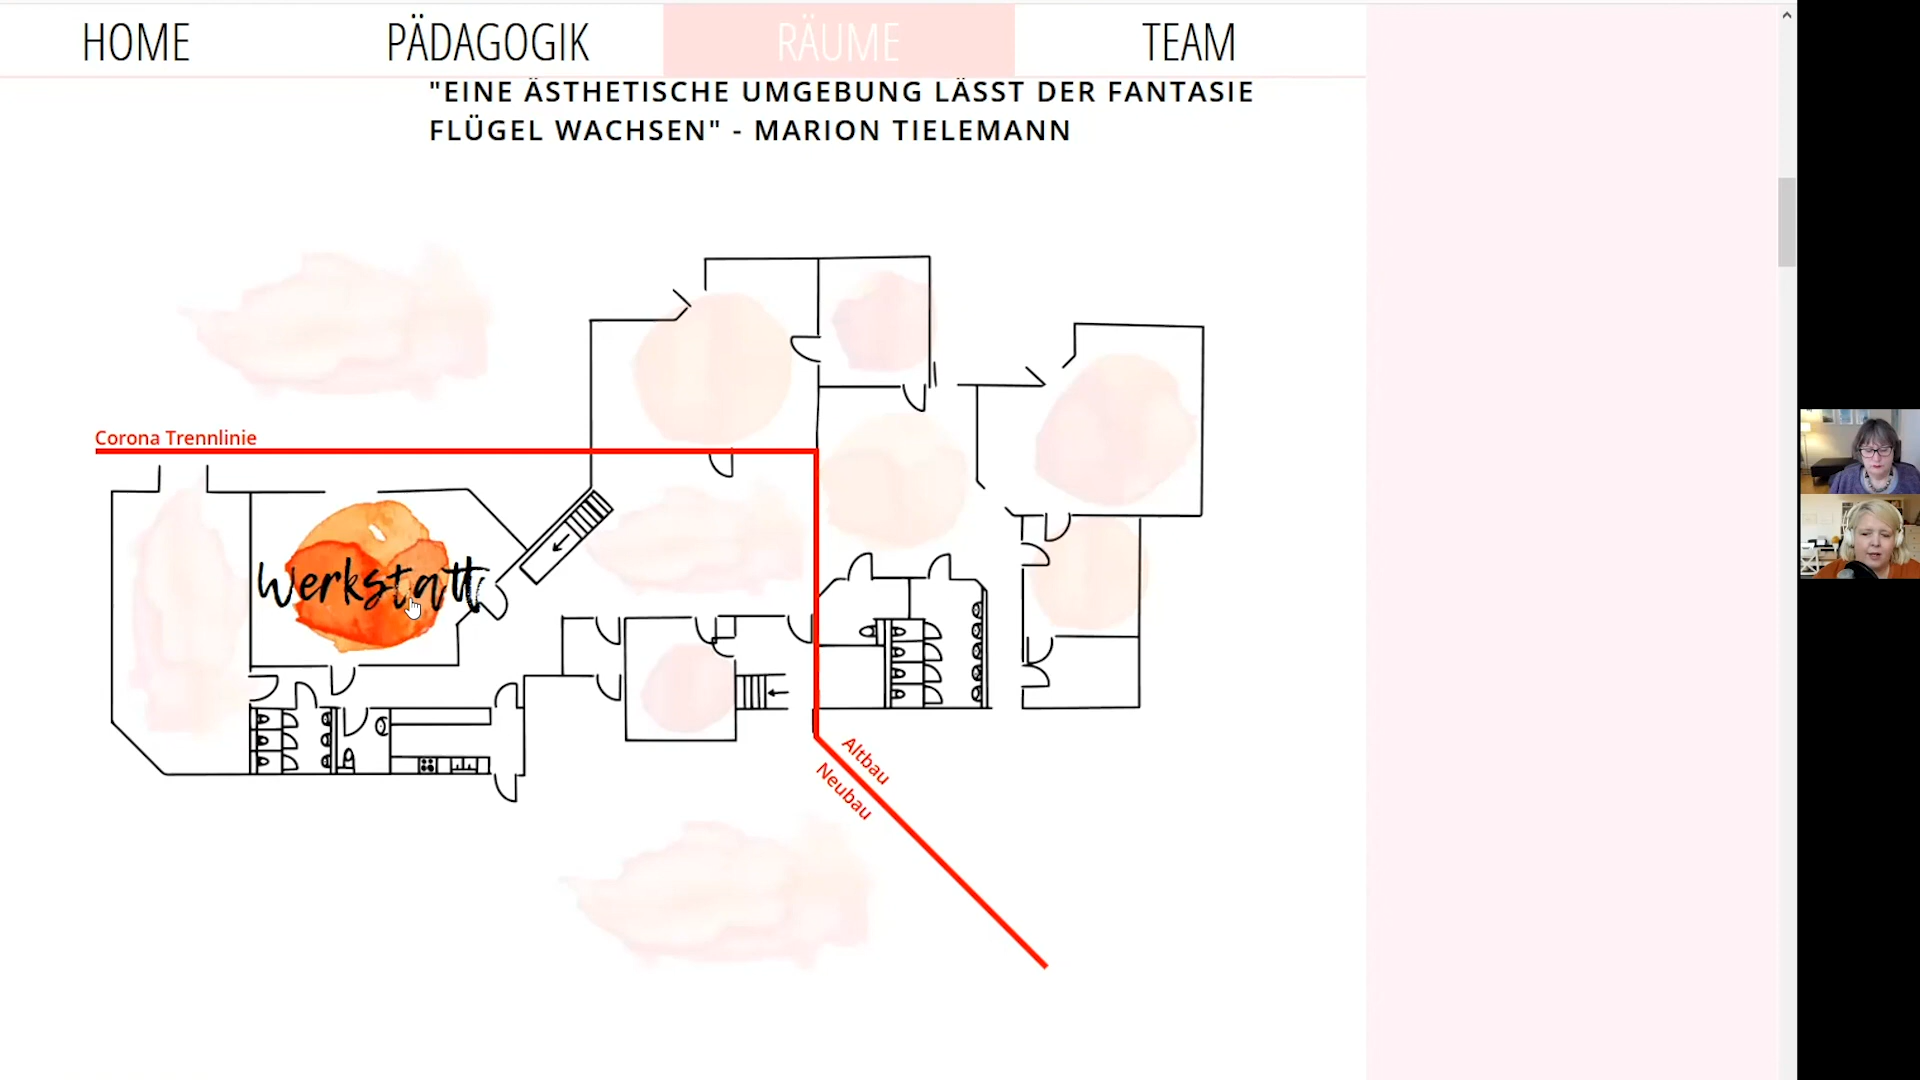 HOME
PÄDAGOGIK
RÄUME
TEAM
"EINE ÄSTHETISCHE UMGEBUNG LÄSST DER FANTASIE
FLÜGEL WACHSEN" - MARION TIELEMANN
Corona Trennlinie
Werkstatt
Altbau
Neubau